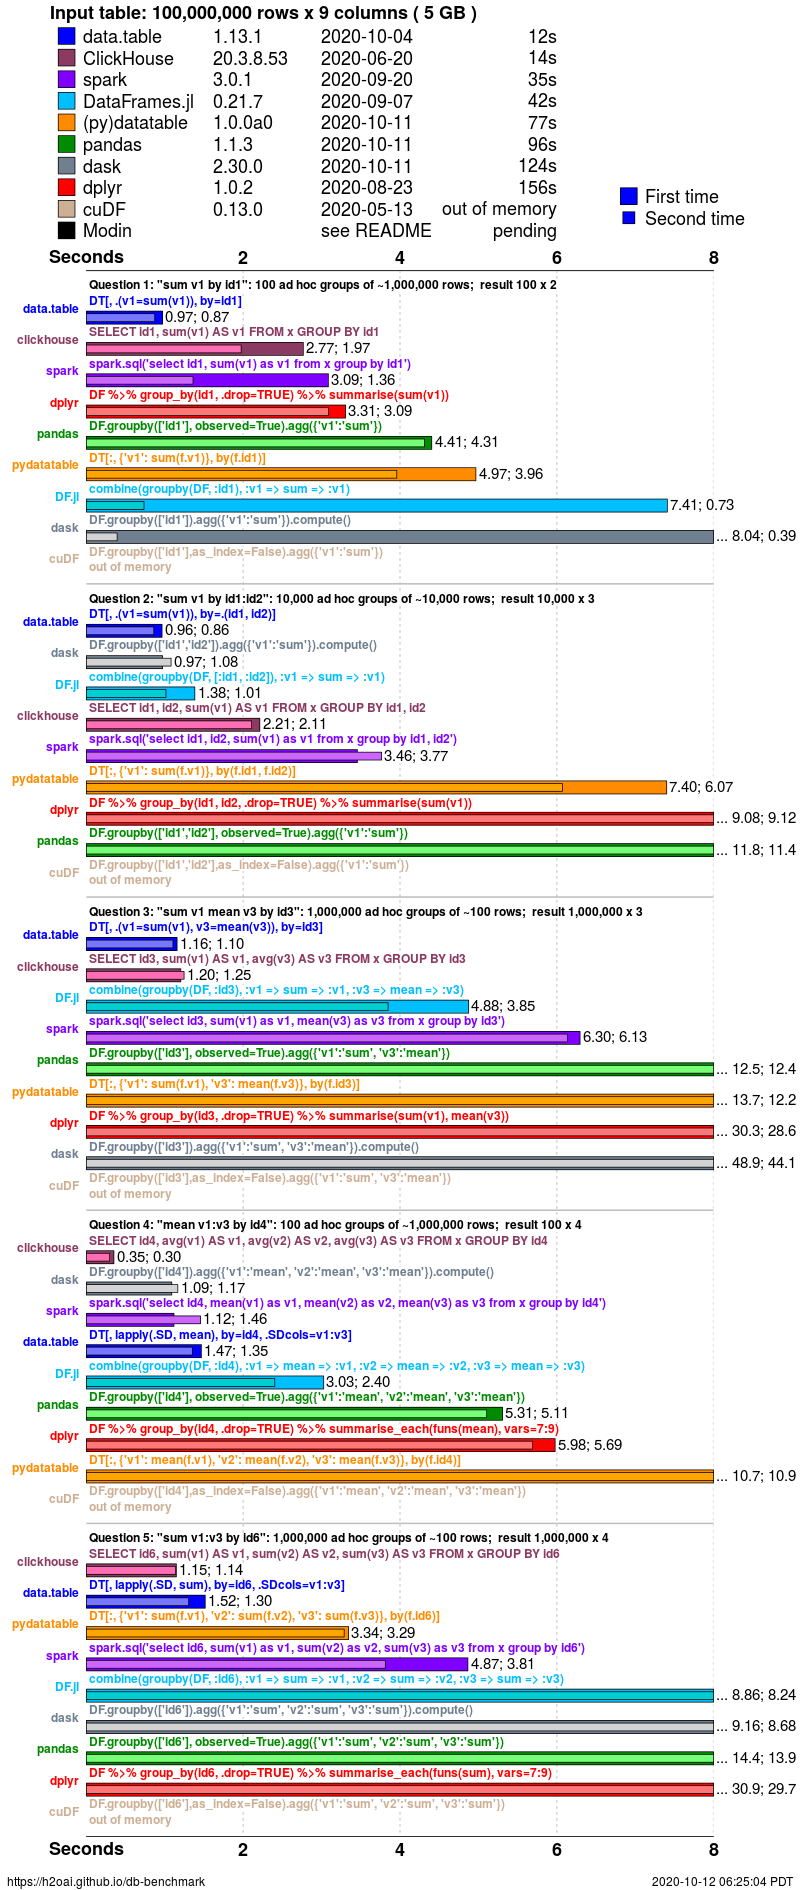 Input table: 100,000,000 rows x 9 columns ( 5 GB )
data.table 1.13.1 2020-10-04 12s
ClickHouse 20.3.8.53 2020-06-20 14s
spark 3.0.1 2020-09-20 35s
DataFrames.jl 0.21.7 2020-09-07 42s
(py)datatable 1.0.0a0 2020-10-11 77s
pandas 1.1.3 2020-10-11 96s
dask 2.30.0 2020-10-11 124s
dplyr 1.0.2 2020-08-23 156s
cuDF 0.13.0 2020-05-13 out of memory
Modin see README pending
First time
Second time
Seconds 2 4 6 8
Question 1: "sum v1 by id1": 100 ad hoc groups of ~1,000,000 rows; result 100 x 2
DT[, .(v1=sum(v1)), by=id1]
data.table 0.97; 0.87
SELECT id1, sum(v1) AS v1 FROM x GROUP BY id1
clickhouse 2.77; 1.97
spark.sql('select id1, sum(v1) as v1 from x group by id1')
spark 3.09; 1.36
DF %>% group_by(id1, .drop=TRUE) %>% summarise(sum(v1))
dplyr 3.31; 3.09
DF.groupby(['id1'], observed=True).agg({'v1':'sum'})
pandas 4.41; 4.31
DT[:, {'v1': sum(f.v1)}, by(f.id1)]
pydatatable 4.97; 3.96
combine(groupby(DF, :id1), :v1 => sum => :v1)
DF.jl 7.41; 0.73
DF.groupby(['id1']).agg({'v1':'sum'}).compute()
dask ... 8.04; 0.39
DF.groupby(['id1'],as_index=False).agg({'v1':'sum'})
cuDF out of memory
Question 2: "sum v1 by id1:id2": 10,000 ad hoc groups of ~10,000 rows; result 10,000 x 3
DT[, .(v1=sum(v1)), by=.(id1, id2)]
data.table 0.96; 0.86
DF.groupby(['id1','id2']).agg({'v1':'sum'}).compute()
dask 0.97; 1.08
combine(groupby(DF, [:id1, :id2]), :v1 => sum => :v1)
DF.jl 1.38; 1.01
SELECT id1, id2, sum(v1) AS v1 FROM x GROUP BY id1, id2
clickhouse 2.21; 2.11
spark.sql('select id1, id2, sum(v1) as v1 from x group by id1, id2')
spark 3.46; 3.77
DT[:, {'v1': sum(f.v1)}, by(f.id1, f.id2)]
pydatatable 7.40; 6.07
DF %>% group_by(id1, id2, .drop=TRUE) %>% summarise(sum(v1))
dplyr ... 9.08; 9.12
DF.groupby(['id1','id2'], observed=True).agg({'v1':'sum'})
pandas ... 11.8; 11.4
DF.groupby(['id1','id2'],as_index=False).agg({'v1':'sum'})
cuDF out of memory
Question 3: "sum v1 mean v3 by id3": 1,000,000 ad hoc groups of ~100 rows; result 1,000,000 x 3
DT[, .(v1=sum(v1), v3=mean(v3)), by=id3]
data.table 1.16; 1.10
SELECT id3, sum(v1) AS v1, avg(v3) AS v3 FROM x GROUP BY id3
clickhouse 1.20; 1.25
combine(groupby(DF, :id3), :v1 => sum => :v1, :v3 => mean => :v3)
DF.jl 4.88; 3.85
spark.sql('select id3, sum(v1) as v1, mean(v3) as v3 from x group by id3')
spark 6.30; 6.13
DF.groupby(['id3'], observed=True).agg({'v1':'sum', 'v3':'mean'})
pandas ... 12.5; 12.4
DT[:, {'v1': sum(f.v1), 'v3': mean(f.v3)}, by(f.id3)]
pydatatable ... 13.7; 12.2
DF %>% group_by(id3, .drop=TRUE) %>% summarise(sum(v1), mean(v3))
dplyr ... 30.3; 28.6
DF.groupby(['id3']).agg({'v1':'sum', 'v3':'mean'}).compute()
dask ... 48.9; 44.1
DF.groupby(['id3'],as_index=False).agg({'v1':'sum', 'v3':'mean'})
cuDF out of memory
Question 4: "mean v1:v3 by id4": 100 ad hoc groups of ~1,000,000 rows; result 100 x 4
SELECT id4, avg(v1) AS v1, avg(v2) AS v2, avg(v3) AS v3 FROM x GROUP BY id4
clickhouse 0.35; 0.30
DF.groupby(['id4']).agg({'v1':'mean', 'v2':'mean', 'v3':'mean'}).compute()
dask 1.09; 1.17
spark.sql('select id4, mean(v1) as v1, mean(v2) as v2, mean(v3) as v3 from x group by id4')
spark 1.12; 1.46
DT[, lapply(.SD, mean), by=id4, .SDcols=v1:v3]
data.table 1.47; 1.35
combine(groupby(DF, :id4), :v1 => mean => :v1, :v2 => mean => :v2, :v3 => mean => :v3)
DF.jl 3.03; 2.40
DF.groupby(['id4'], observed=True).agg({'v1':'mean', 'v2':'mean', 'v3':'mean'})
pandas 5.31; 5.11
DF %>% group_by(id4, .drop=TRUE) %>% summarise_each(funs(mean), vars=7:9)
dplyr 5.98; 5.69
DT[:, {'v1': mean(f.v1), 'v2': mean(f.v2), 'v3': mean(f.v3)}, by(f.id4)]
pydatatable ... 10.7; 10.9
DF.groupby(['id4'],as_index=False).agg({'v1':'mean', 'v2':'mean', 'v3':'mean'})
cuDF out of memory
Question 5: "sum v1:v3 by id6": 1,000,000 ad hoc groups of ~100 rows; result 1,000,000 x 4
SELECT id6, sum(v1) AS v1, sum(v2) AS v2, sum(v3) AS v3 FROM x GROUP BY id6
clickhouse 1.15; 1.14
DT[, lapply(.SD, sum), by=id6, .SDcols=v1:v3]
data.table 1.52; 1.30
DT[:, {'v1': sum(f.v1), 'v2': sum(f.v2), 'v3': sum(f.v3)}, by(f.id6)]
pydatatable 3.34; 3.29
spark.sql('select id6, sum(v1) as v1, sum(v2) as v2, sum(v3) as v3 from x group by id6')
spark 4.87; 3.81
combine(groupby(DF, :id6), :v1 => sum => :v1, :v2 => sum => :v2, :v3 => sum => :v3)
DF.jl ... 8.86; 8.24
DF.groupby(['id6']).agg({'v1':'sum', 'v2':'sum', 'v3':'sum'}).compute()
dask ... 9.16; 8.68
DF.groupby(['id6'], observed=True).agg({'v1':'sum', 'v2':'sum', 'v3':'sum'})
pandas ... 14.4; 13.9
DF %>% group_by(id6, .drop=TRUE) %>% summarise_each(funs(sum), vars=7:9)
dplyr ... 30.9; 29.7
DF.groupby(['id6'],as_index=False).agg({'v1':'sum', 'v2':'sum', 'v3':'sum'})
cuDF out of memory
Seconds 2 4 6 8
https://h2oai.github.io/db-benchmark 2020-10-12 06:25:04 PDT